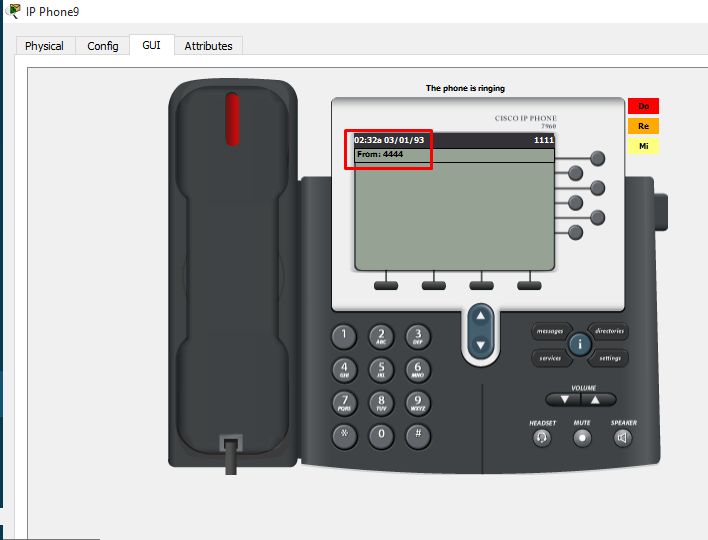 IP Phone9
Physical Config GUI Attributes
The phone is ringing
Do
Re
Mi
CISCO IP PHONE
7960
02:32a 03/01/93 1111
From: 4444
1 2 ABC 3 DEF
4 GHI 5 JKL 6 MNO
7 PQRS 8 TUV 9 WXYZ
* 0 #
messages directories
i
services settings
VOLUME
HEADSET MUTE SPEAKER